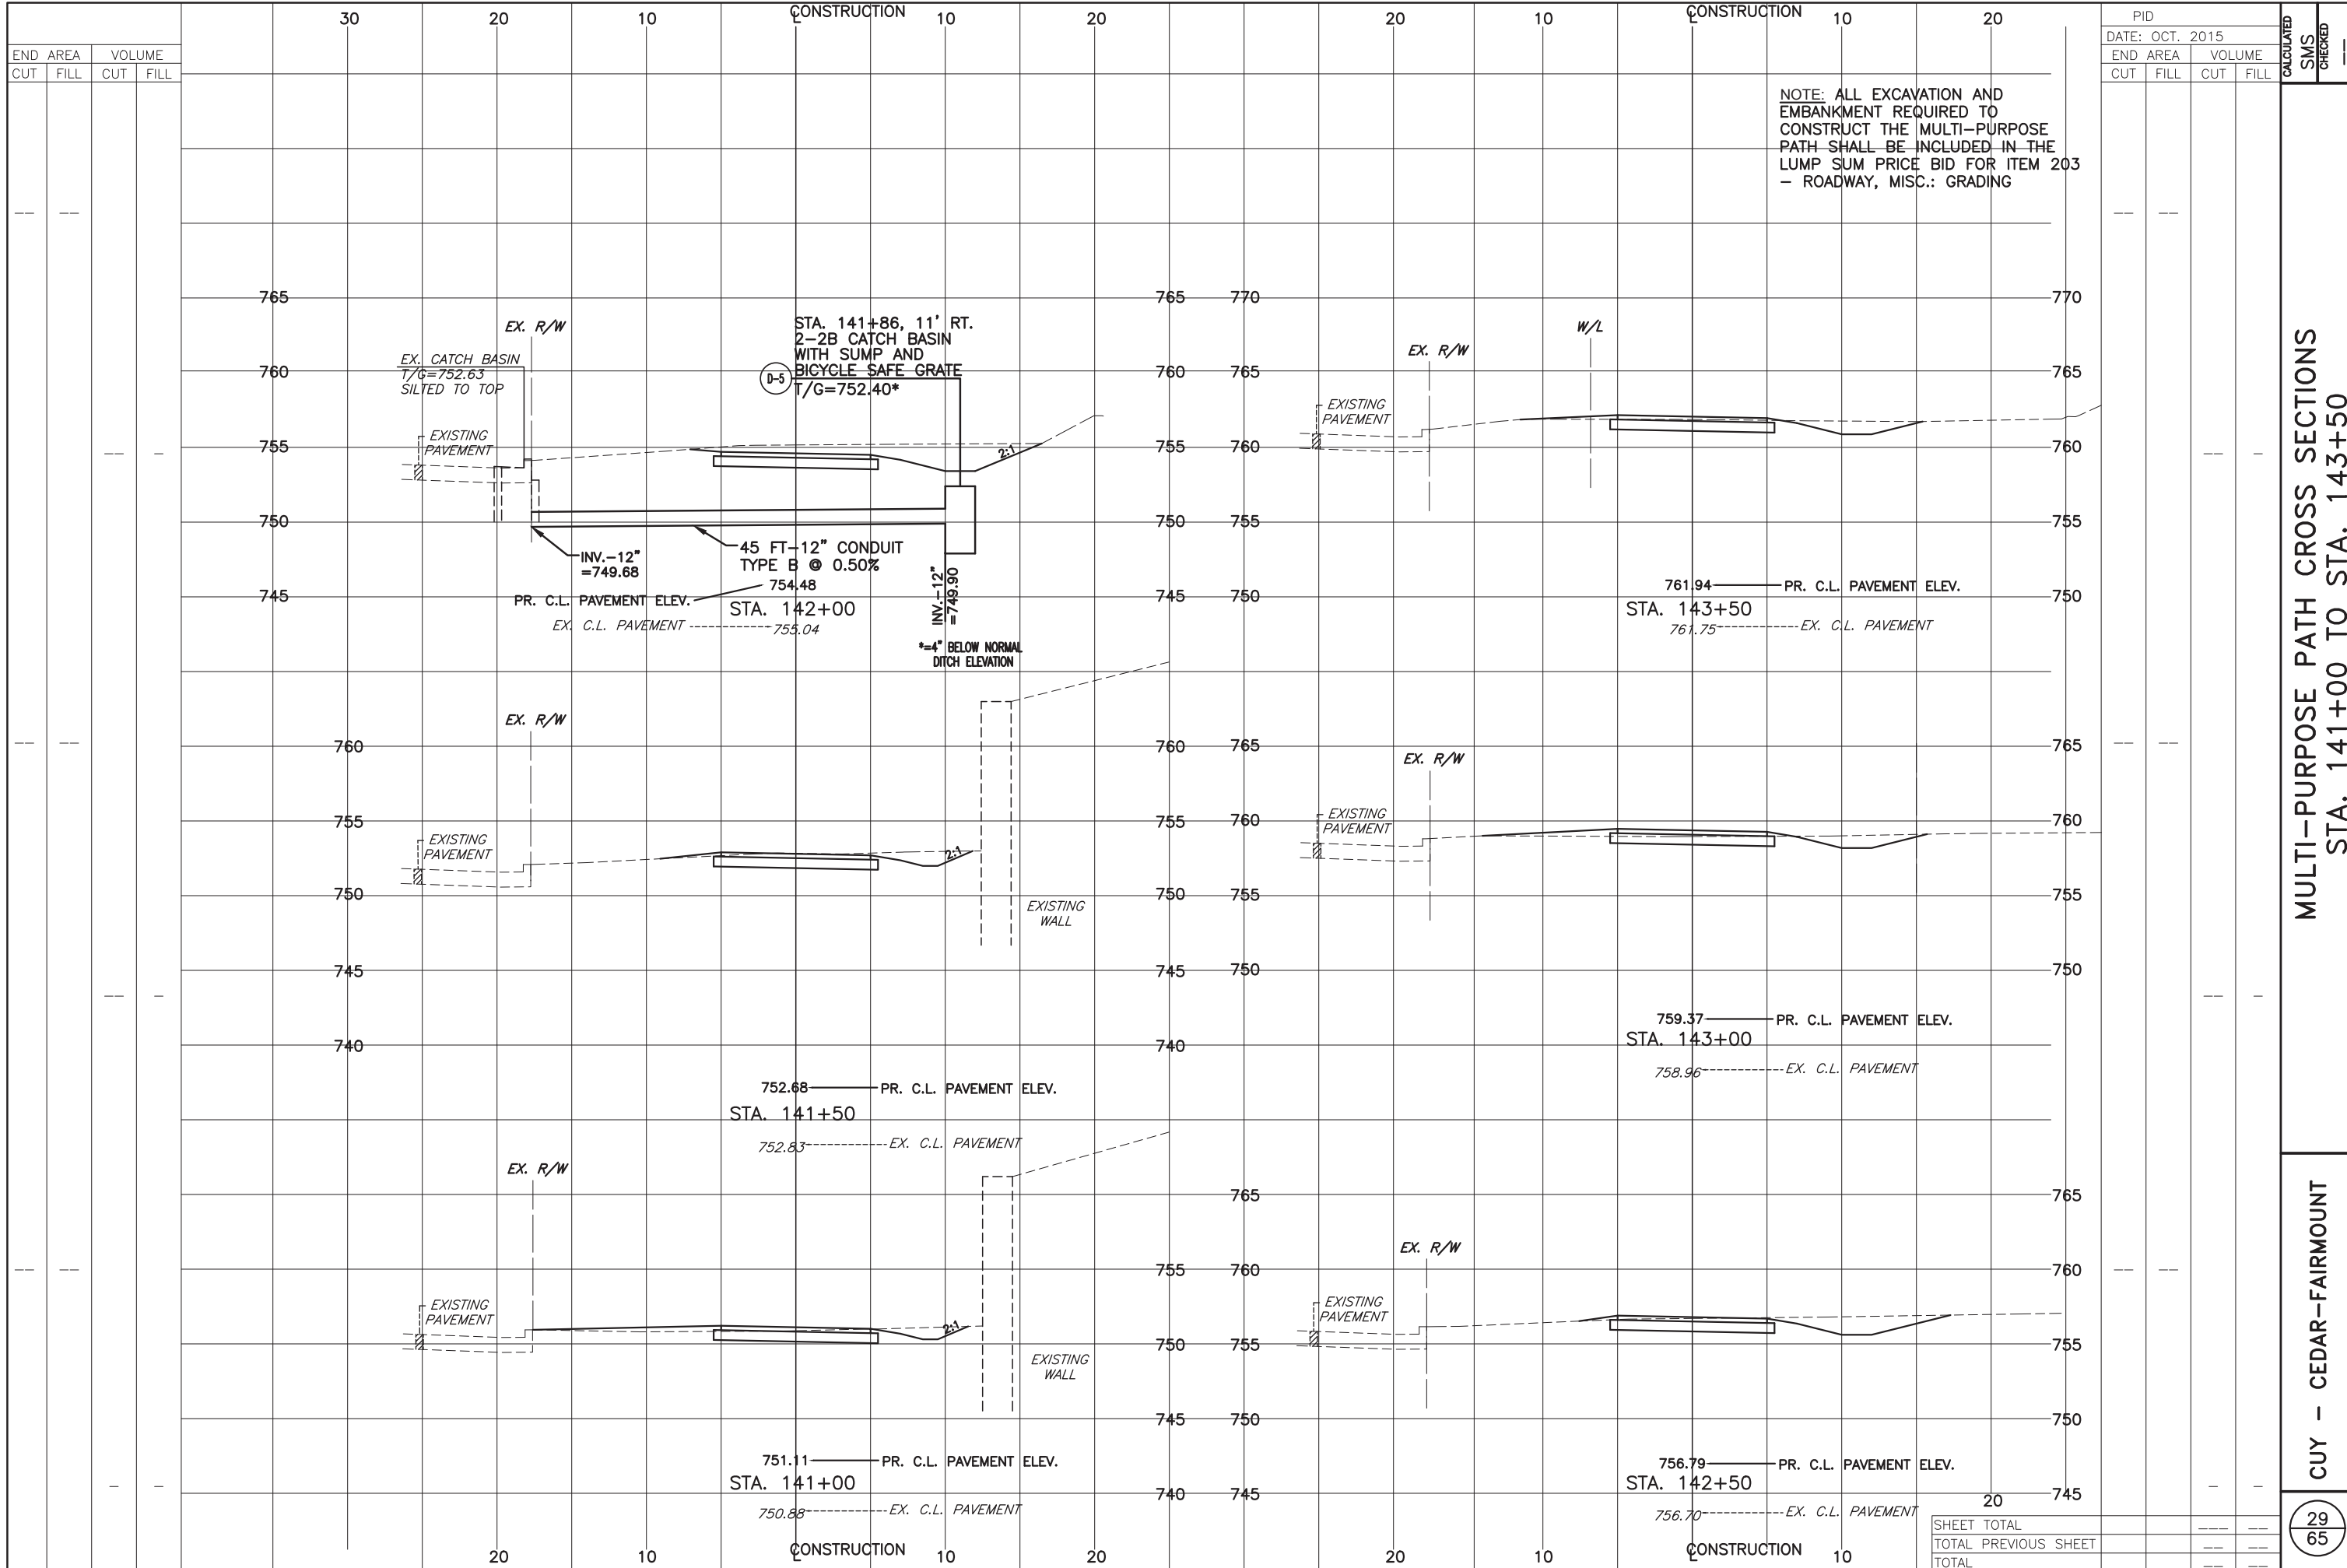 30 20 10 ℄ CONSTRUCTION 10 20 20 10 ℄ CONSTRUCTION 10 20
END AREA VOLUME
CUT FILL CUT FILL
PID
DATE: OCT. 2015
END AREA VOLUME
CUT FILL CUT FILL
CALCULATED
SMS
CHECKED
--
NOTE: ALL EXCAVATION AND
EMBANKMENT REQUIRED TO
CONSTRUCT THE MULTI-PURPOSE
PATH SHALL BE INCLUDED IN THE
LUMP SUM PRICE BID FOR ITEM 203
- ROADWAY, MISC.: GRADING
765 765
760 760
755 755
750 750
745 745
EX. R/W
EX. CATCH BASIN
T/G=752.63
SILTED TO TOP
EXISTING
PAVEMENT
STA. 141+86, 11' RT.
2-2B CATCH BASIN
WITH SUMP AND
BICYCLE SAFE GRATE
T/G=752.40*
D-5
2:1
INV.-12"
=749.68
45 FT-12" CONDUIT
TYPE B @ 0.50%
INV.-12"
=749.90
PR. C.L. PAVEMENT ELEV. 754.48
STA. 142+00
EX. C.L. PAVEMENT 755.04
*=4" BELOW NORMAL
DITCH ELEVATION
770 770
765 765
760 760
755 755
750 750
W/L
EX. R/W
EXISTING
PAVEMENT
761.94 PR. C.L. PAVEMENT ELEV.
STA. 143+50
761.75 EX. C.L. PAVEMENT
EX. R/W
760 760
755 755
750 750
745 745
740 740
EXISTING
PAVEMENT
2:1
EXISTING
WALL
752.68 PR. C.L. PAVEMENT ELEV.
STA. 141+50
752.83 EX. C.L. PAVEMENT
765 765
760 760
755 755
750 750
EX. R/W
EXISTING
PAVEMENT
759.37 PR. C.L. PAVEMENT ELEV.
STA. 143+00
758.96 EX. C.L. PAVEMENT
EX. R/W
755
750
745
740
EXISTING
PAVEMENT
2:1
EXISTING
WALL
751.11 PR. C.L. PAVEMENT ELEV.
STA. 141+00
750.88 EX. C.L. PAVEMENT
765 765
760 760
755 755
750 750
745 745
EX. R/W
EXISTING
PAVEMENT
756.79 PR. C.L. PAVEMENT ELEV.
STA. 142+50
756.70 EX. C.L. PAVEMENT
20
20 10 ℄ CONSTRUCTION 10 20 20 10 ℄ CONSTRUCTION 10
SHEET TOTAL
TOTAL PREVIOUS SHEET
TOTAL
MULTI-PURPOSE PATH CROSS SECTIONS
STA. 141+00 TO STA. 143+50
CUY - CEDAR-FAIRMOUNT
29
65